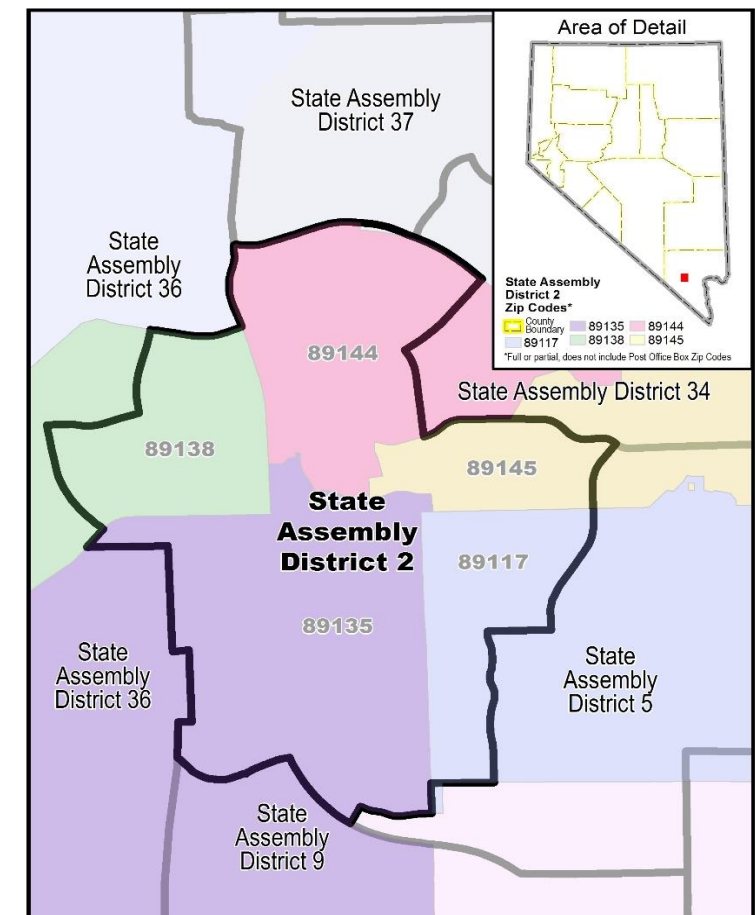 Area of Detail
State Assembly
District 2
Zip Codes*
County
Boundary
89117
89135
89138
89144
89145
*Full or partial, does not include Post Office Box Zip Codes
State Assembly
District 37
State
Assembly
District 36
89144
State Assembly District 34
89138
89145
State
Assembly
District 2
89117
89135
State
Assembly
District 36
State
Assembly
District 5
State
Assembly
District 9